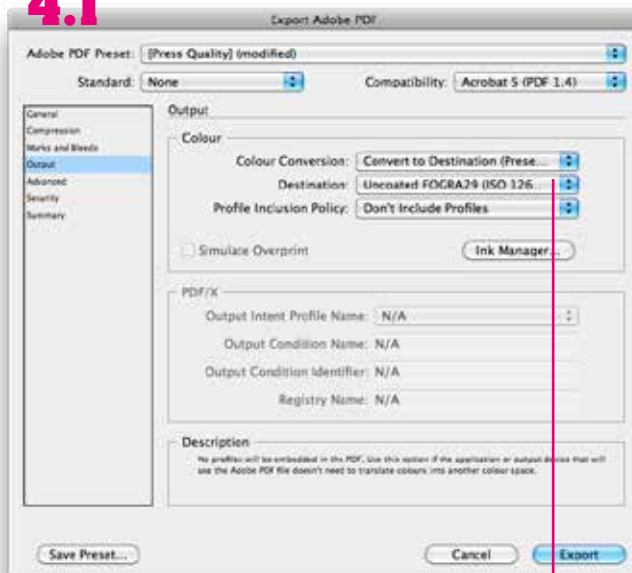 4.1
Export Adobe PDF
Adobe PDF Preset: [Press Quality] (modified)
Standard: None
Compatibility: Acrobat 5 (PDF 1.4)
General
Compression
Marks and Bleeds
Output
Advanced
Security
Summary
Output
Colour
Colour Conversion: Convert to Destination (Prese...
Destination: Uncoated FOGRA29 (ISO 126...
Profile Inclusion Policy: Don't Include Profiles
Simulate Overprint
Ink Manager...
PDF/X
Output Intent Profile Name: N/A
Output Condition Name: N/A
Output Condition Identifier: N/A
Registry Name: N/A
Description
No profiles will be embedded in the PDF. Use this option if the application or output device that will
use the Adobe PDF file doesn't need to translate colours into another colour space.
Save Preset...
Cancel
Export